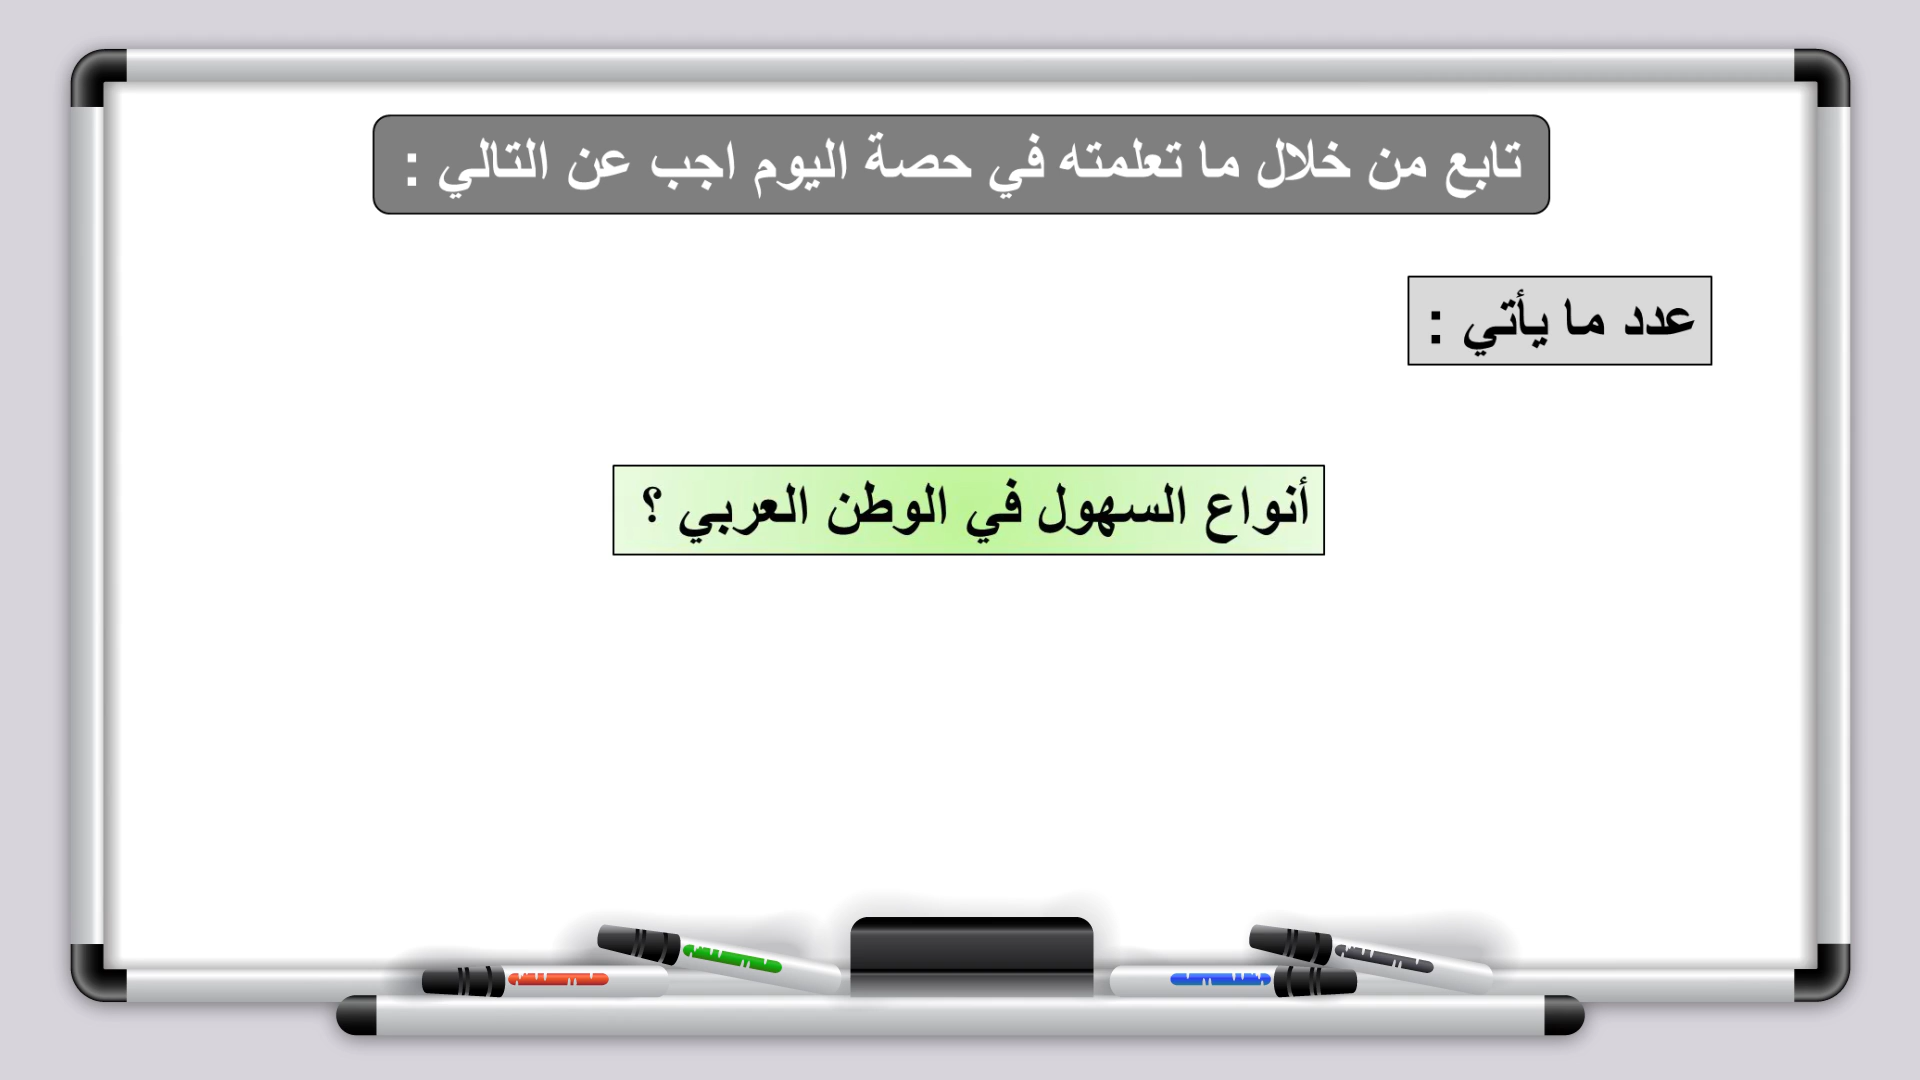 تابع من خلال ما تعلمته في حصة اليوم اجب عن التالي :
عدد ما يأتي :
أنواع السهول في الوطن العربي ؟